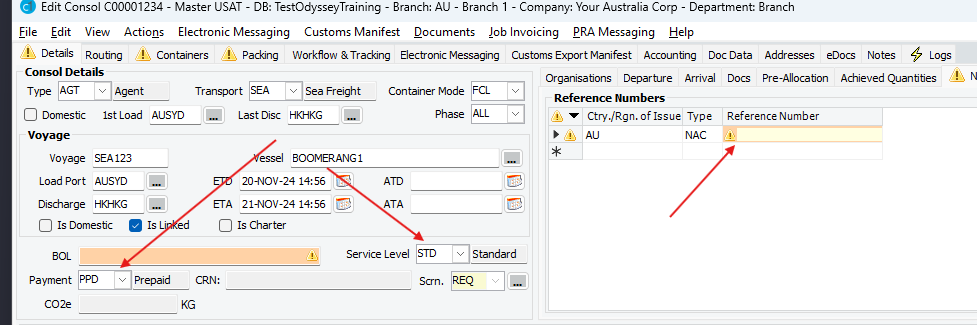 Edit Consol C00001234 - Master USAT - DB: TestOdysseyTraining - Branch: AU - Branch 1 - Company: Your Australia Corp - Department: Branch
File Edit View Actions Electronic Messaging Customs Manifest Documents Job Invoicing PRA Messaging Help
Details Routing Containers Packing Workflow & Tracking Electronic Messaging Customs Export Manifest Accounting Doc Data Addresses eDocs Notes Logs
Consol Details
Type AGT Agent Transport SEA Sea Freight Container Mode FCL
Domestic 1st Load AUSYD ... Last Disc HKHKG ... Phase ALL
Voyage
Voyage SEA123 Vessel BOOMERANG1 ...
Load Port AUSYD ... ETD 20-NOV-24 14:56 ATD
Discharge HKHKG ... ETA 21-NOV-24 14:56 ATA
Is Domestic Is Linked Is Charter
BOL Service Level STD Standard
Payment PPD Prepaid CRN: Scrn. REQ ...
CO2e KG
Organisations Departure Arrival Docs Pre-Allocation Achieved Quantities N
Reference Numbers
Ctry./Rgn. of Issue Type Reference Number
AU NAC